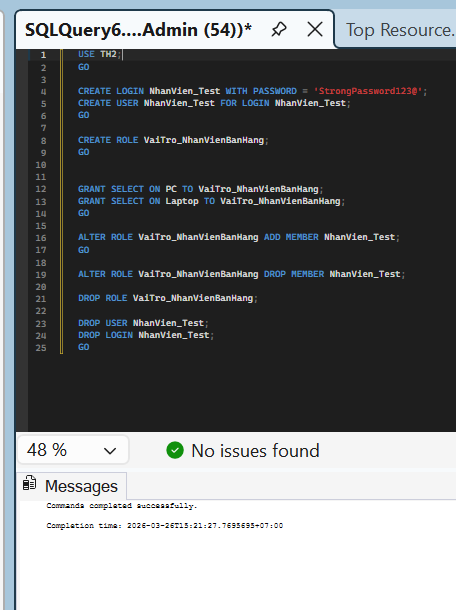 SQLQuery6....Admin (54))*
Top Resource.
1 USE TH2;
2 GO
3
4 CREATE LOGIN NhanVien_Test WITH PASSWORD = 'StrongPassword123@';
5 CREATE USER NhanVien_Test FOR LOGIN NhanVien_Test;
6 GO
7
8 CREATE ROLE VaiTro_NhanVienBanHang;
9 GO
10
11
12 GRANT SELECT ON PC TO VaiTro_NhanVienBanHang;
13 GRANT SELECT ON Laptop TO VaiTro_NhanVienBanHang;
14 GO
15
16 ALTER ROLE VaiTro_NhanVienBanHang ADD MEMBER NhanVien_Test;
17 GO
18
19 ALTER ROLE VaiTro_NhanVienBanHang DROP MEMBER NhanVien_Test;
20
21 DROP ROLE VaiTro_NhanVienBanHang;
22
23 DROP USER NhanVien_Test;
24 DROP LOGIN NhanVien_Test;
25 GO
48 %
No issues found
Messages
Commands completed successfully.
Completion time: 2026-03-26T15:21:27.7695695+07:00